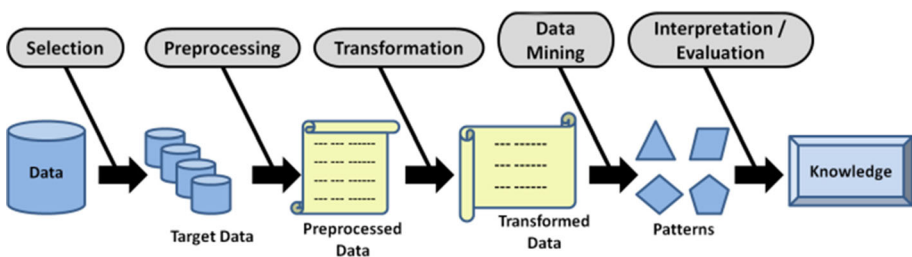 Selection
Preprocessing
Transformation
Data
Mining
Interpretation /
Evaluation
Data
Target Data
Preprocessed
Data
Transformed
Data
Patterns
Knowledge